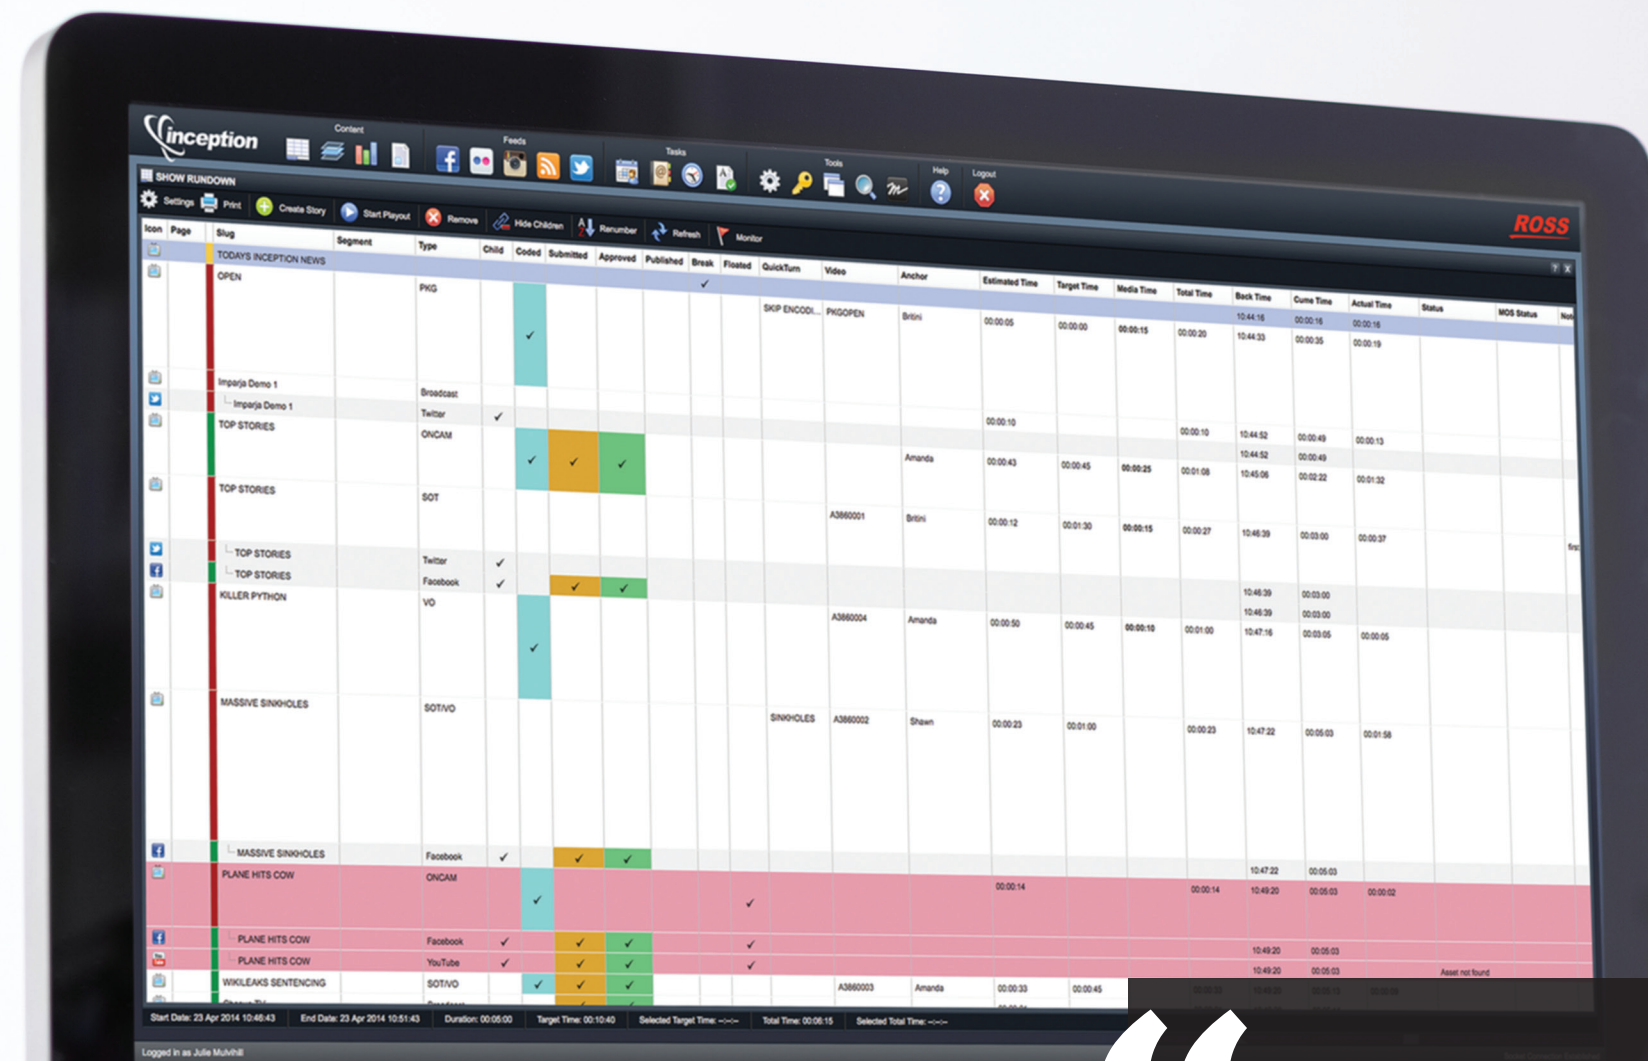 inception
Content
Feeds
Tasks
Tools
Help
Logout
ROSS
SHOW RUNDOWN
Settings Print Create Story Start Playout Remove Hide Children Renumber Refresh Monitor
? X
Icon Page Slug Segment Type Child Coded Submitted Approved Published Break Floated QuickTurn Video Anchor Estimated Time Target Time Media Time Total Time Back Time Cume Time Actual Time Status MOS Status
TODAYS INCEPTION NEWS ✓ 10:44:16 00:00:16 00:00:16
OPEN PKG ✓ SKIP ENCODI... PKGOPEN Britini 00:00:05 00:00:00 00:00:15 00:00:20 10:44:33 00:00:35 00:00:19
Imparja Demo 1 Broadcast 00:00:10 00:00:10 10:44:52 00:00:49 00:00:13
Imparja Demo 1 Twitter ✓ 10:44:52 00:00:49
TOP STORIES ONCAM ✓ ✓ ✓ Amanda 00:00:43 00:00:45 00:00:25 00:01:08 10:45:06 00:02:22 00:01:32
TOP STORIES SOT A3860001 Britini 00:00:12 00:01:30 00:00:15 00:00:27 10:46:39 00:03:00 00:00:37
TOP STORIES Twitter ✓ 10:46:39 00:03:00
TOP STORIES Facebook ✓ ✓ ✓ 10:46:39 00:03:00
KILLER PYTHON VO ✓ A3860004 Amanda 00:00:50 00:00:45 00:00:10 00:01:00 10:47:16 00:03:05 00:00:05
MASSIVE SINKHOLES SOT/VO SINKHOLES A3860002 Shawn 00:00:23 00:01:00 00:00:23 10:47:22 00:05:03 00:01:58
MASSIVE SINKHOLES Facebook ✓ ✓ ✓ 10:47:22 00:05:03
PLANE HITS COW ONCAM ✓ ✓ 00:00:14 00:00:14 10:49:20 00:05:03 00:00:02
PLANE HITS COW Facebook ✓ ✓ ✓ ✓ 10:49:20 00:05:03
PLANE HITS COW YouTube ✓ ✓ ✓ ✓ 10:49:20 00:05:03 Asset not found
WIKILEAKS SENTENCING SOT/VO ✓ ✓ ✓ A3860003 Amanda 00:00:33 00:00:45
Start Date: 23 Apr 2014 10:46:43 End Date: 23 Apr 2014 10:51:43 Duration: 00:05:00 Target Time: 00:10:40 Selected Target Time: --:--:-- Total Time: 00:06:15 Selected Total Time: --:--:--
Logged in as Julie Mulvihill
“